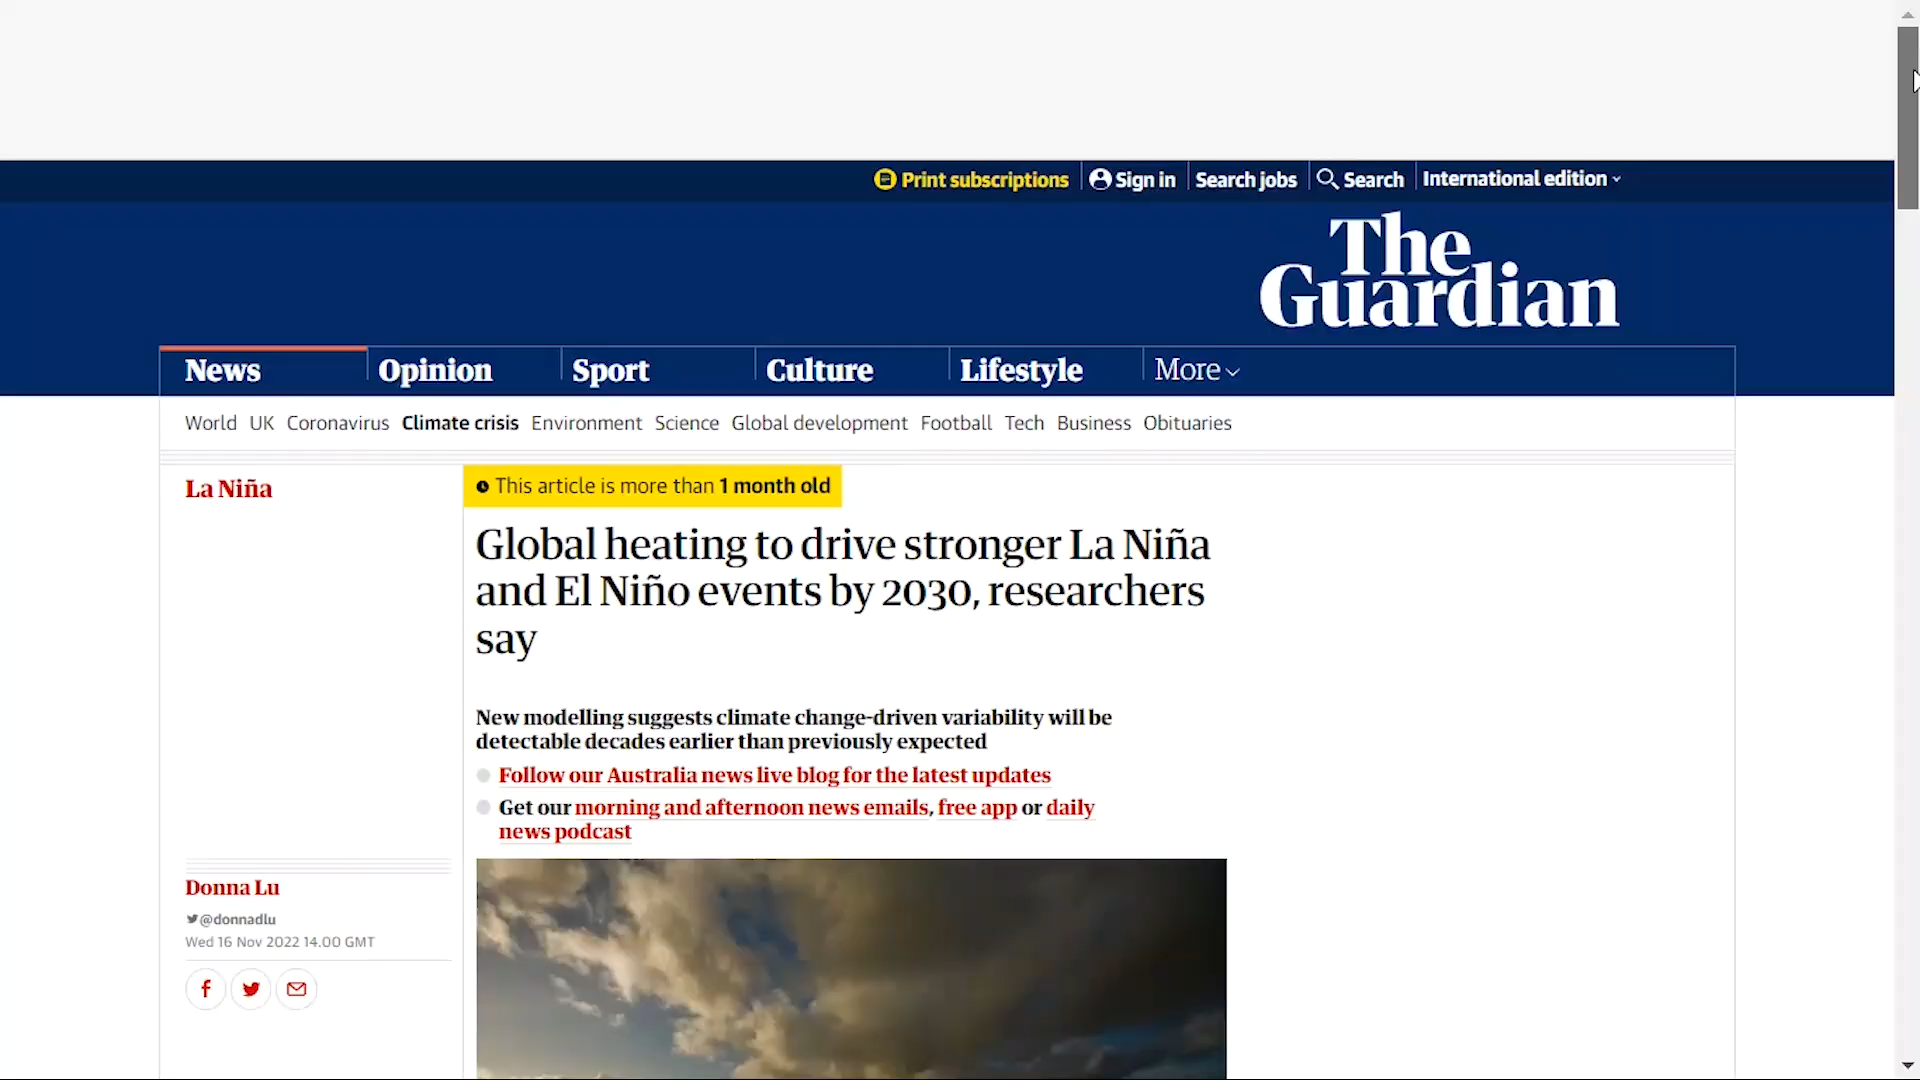 Print subscriptions
Sign in
Search jobs
Search
International edition
The
Guardian
News
Opinion
Sport
Culture
Lifestyle
More
World UK Coronavirus Climate crisis Environment Science Global development Football Tech Business Obituaries
La Niña
This article is more than 1 month old
Global heating to drive stronger La Niña
and El Niño events by 2030, researchers
say
New modelling suggests climate change-driven variability will be
detectable decades earlier than previously expected
Follow our Australia news live blog for the latest updates
Get our morning and afternoon news emails, free app or daily
news podcast
Donna Lu
@donnadlu
Wed 16 Nov 2022 14.00 GMT